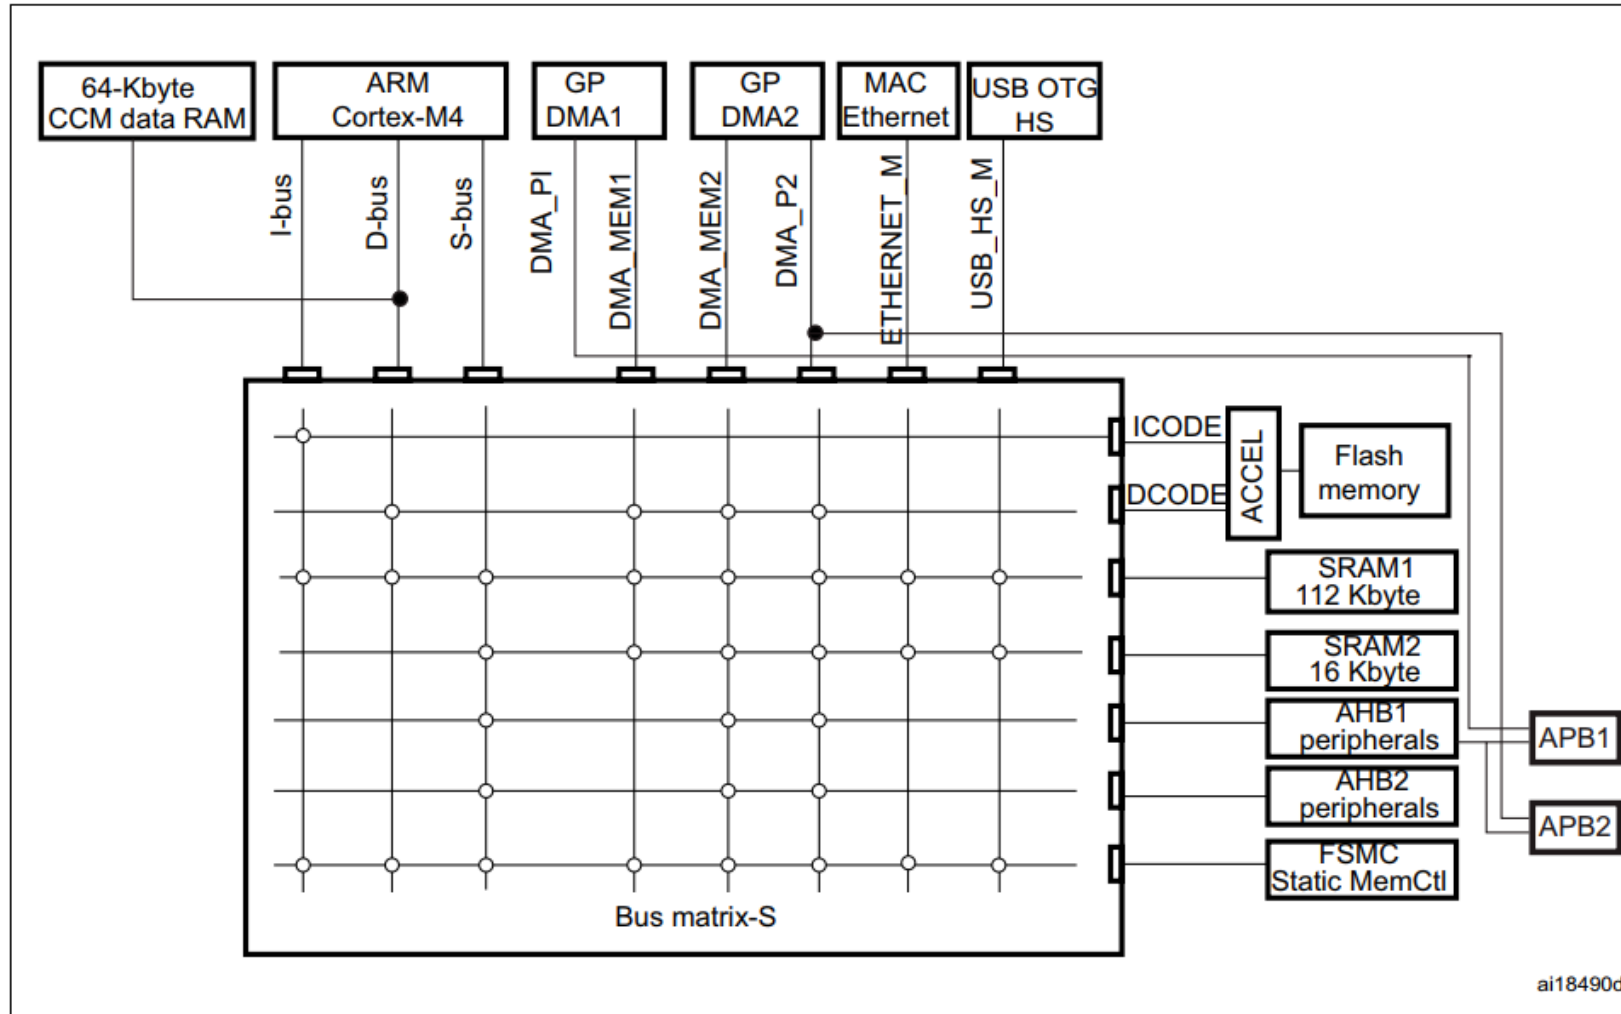 64-Kbyte
CCM data RAM
ARM
Cortex-M4
GP
DMA1
GP
DMA2
MAC
Ethernet
USB OTG
HS
I-bus
D-bus
S-bus
DMA_PI
DMA_MEM1
DMA_MEM2
DMA_P2
ETHERNET_M
USB_HS_M
ICODE
DCODE
ACCEL
Flash
memory
SRAM1
112 Kbyte
SRAM2
16 Kbyte
AHB1
peripherals
AHB2
peripherals
FSMC
Static MemCtl
APB1
APB2
Bus matrix-S
ai18490d